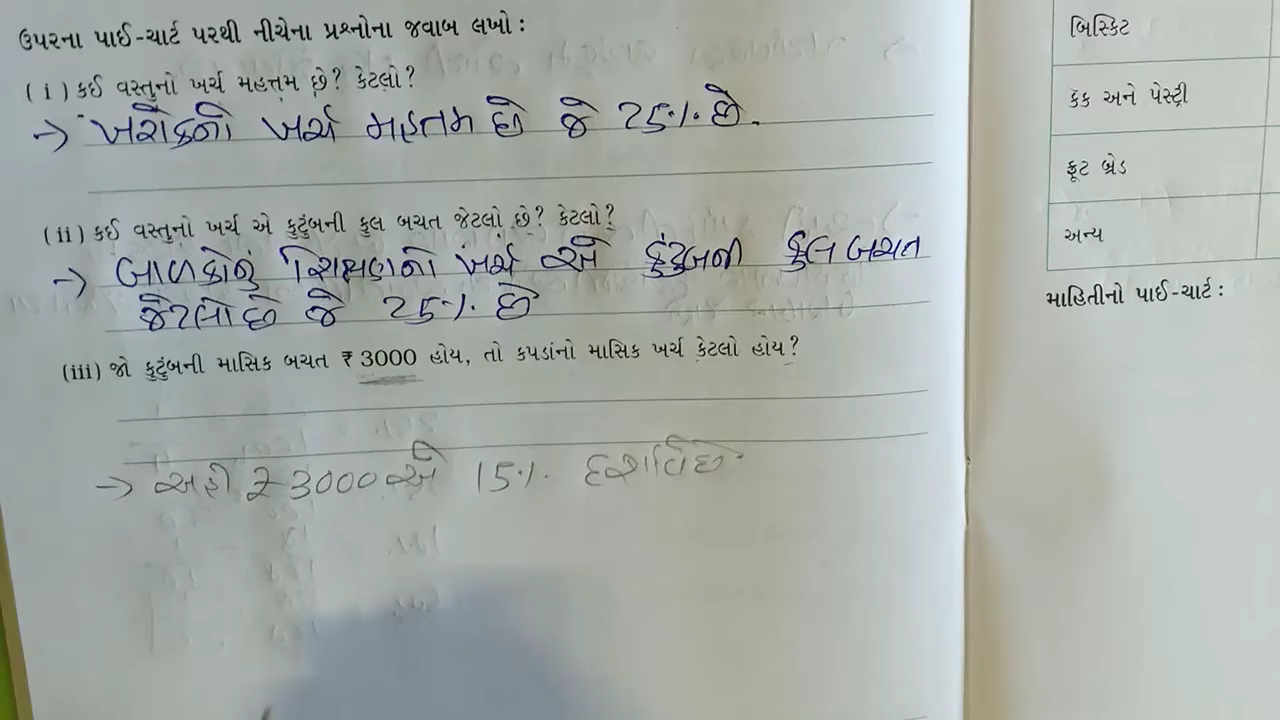 ઉપરના પાઈ-ચાર્ટ પરથી નીચેના પ્રશ્નોના જવાબ લખો :
(i) કઈ વસ્તુનો ખર્ચ મહત્તમ છે? કેટલો?
→ ખોરાકનો ખર્ચ મહતમ છે જે 25% છે.
(ii) કઈ વસ્તુનો ખર્ચ એ કુટુંબની કુલ બચત જેટલો છે? કેટલો?
→ બાળકોનું શિક્ષણનો ખર્ચ એ કુટુંબની કુલ બચત
જેટલો છે જે 25% છે
(iii) જો કુટુંબની માસિક બચત ₹ 3000 હોય, તો કપડાંનો માસિક ખર્ચ કેટલો હોય?
→ અહી ₹ 3000 એ 15% દર્શાવે છે.
બિસ્કિટ
કેક અને પેસ્ટ્રી
ફ્રૂટ બ્રેડ
અન્ય
માહિતીનો પાઈ-ચાર્ટ :